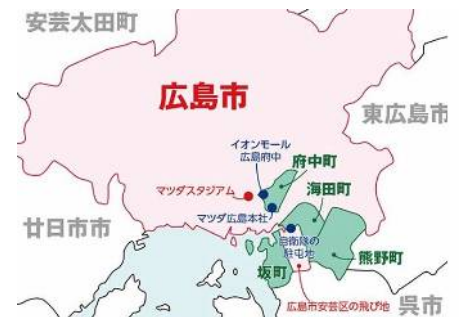 安芸太田町
広島市
東広島市
イオンモール
広島府中
府中町
マツダスタジアム
海田町
マツダ広島本社
廿日市市
自衛隊の
駐屯地
熊野町
坂町
広島市安芸区の飛び地
呉市